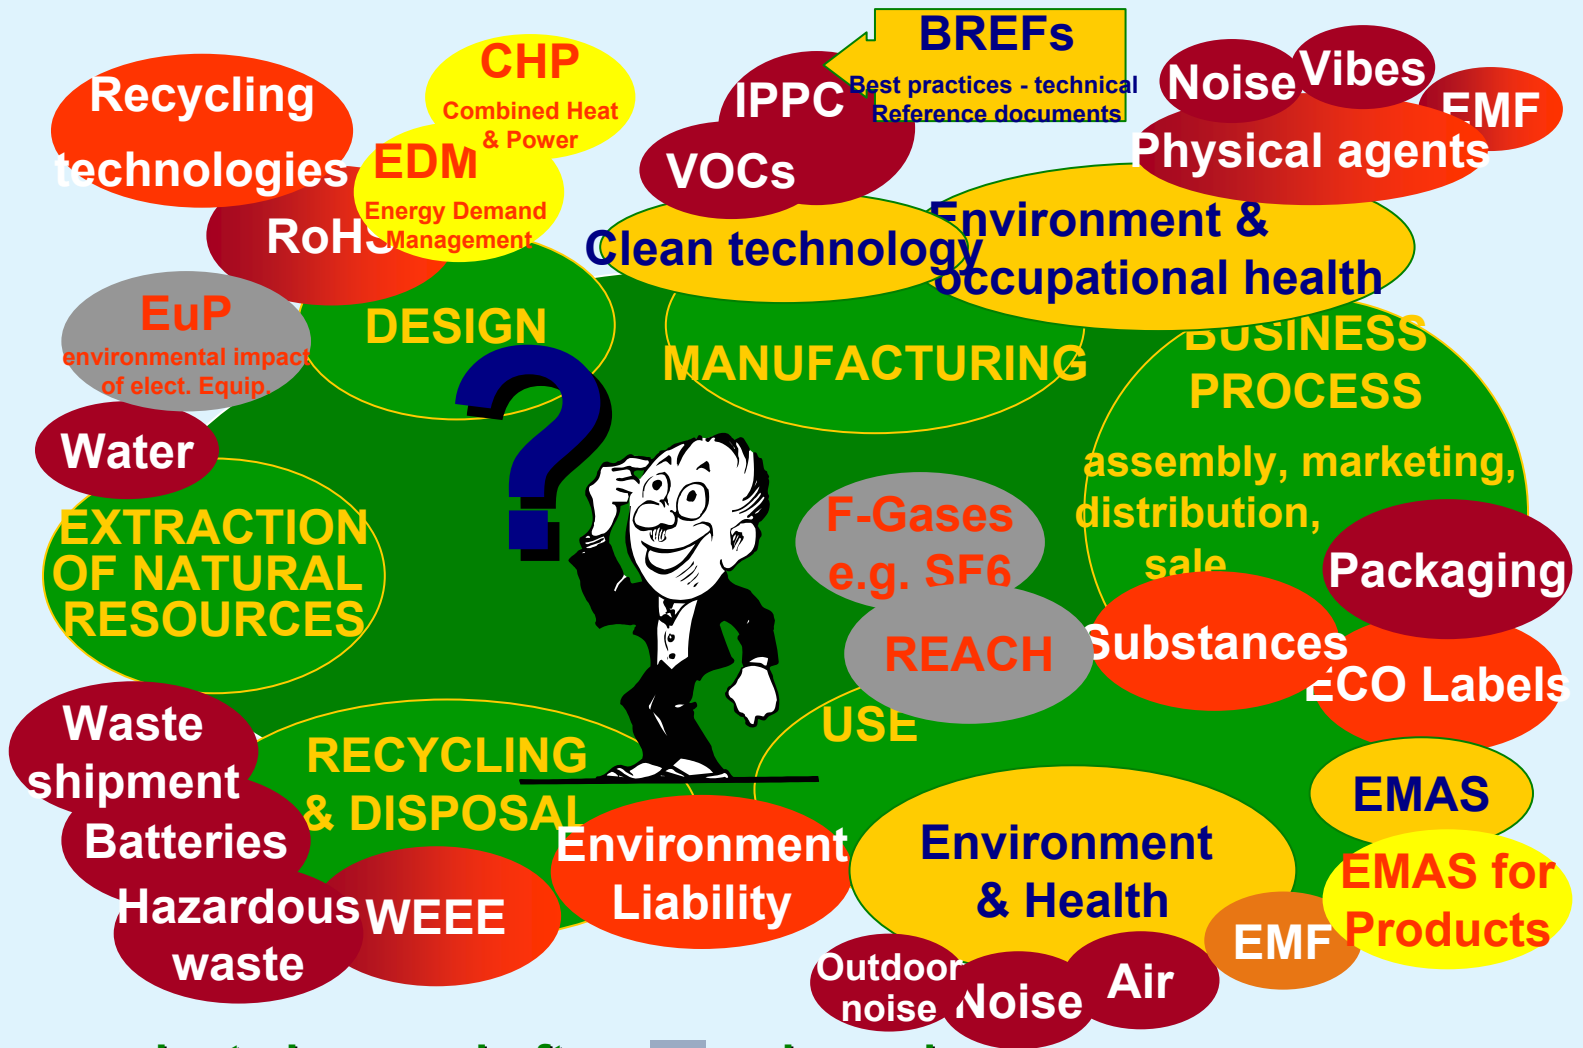 BREFs
Best practices - technical
Reference documents
CHP
Combined Heat
& Power
Recycling
technologies
IPPC
VOCs
Noise
Vibes
EMF
Physical agents
EDM
Energy Demand
Management
RoHS
Clean technology
Environment &
occupational health
EuP
environmental impact
of elect. Equip.
DESIGN
MANUFACTURING
BUSINESS
PROCESS
assembly, marketing,
distribution,
sale
Water
?
EXTRACTION
OF NATURAL
RESOURCES
F-Gases
e.g. SF6
Packaging
REACH
Substances
ECO Labels
Waste
shipment
USE
RECYCLING
& DISPOSAL
EMAS
Batteries
Environment
Liability
Environment
& Health
EMAS for
Products
Hazardous
waste
WEEE
EMF
Outdoor
noise
Noise
Air